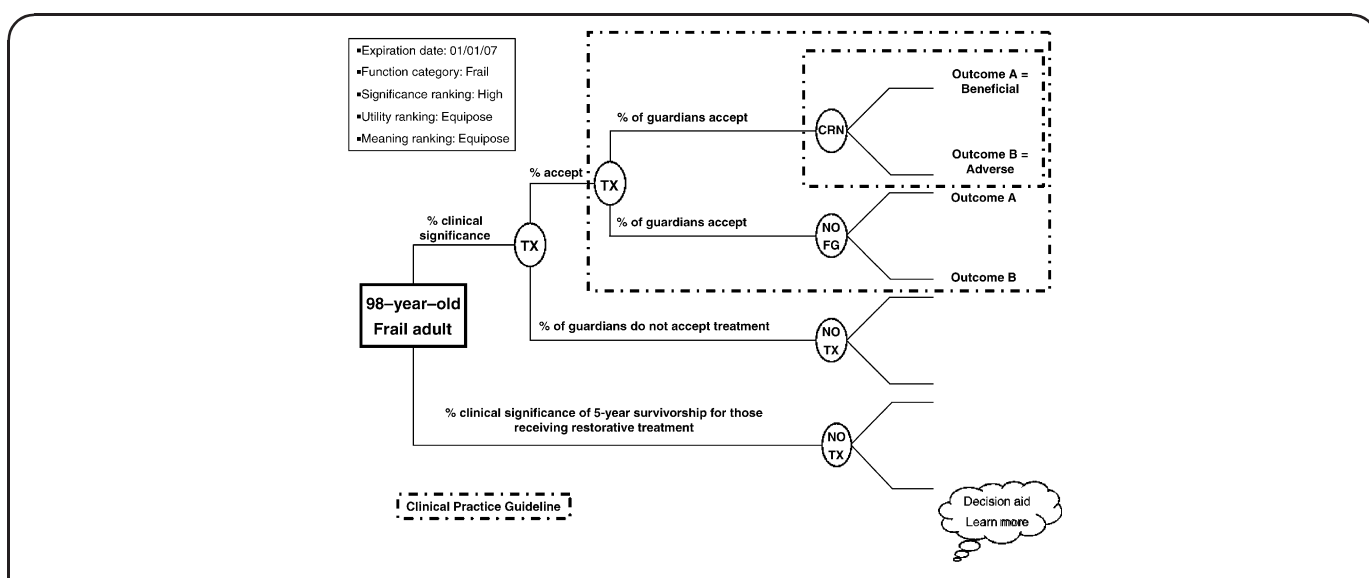 ▪Expiration date: 01/01/07
▪Function category: Frail
▪Significance ranking: High
▪Utility ranking: Equipose
▪Meaning ranking: Equipose
Outcome A =
Beneficial
% of guardians accept
CRN
Outcome B =
Adverse
% accept
TX
Outcome A
% of guardians accept
NO
FG
% clinical
significance
TX
Outcome B
98–year–old
Frail adult
% of guardians do not accept treatment
NO
TX
% clinical significance of 5-year survivorship for those
receiving restorative treatment
NO
TX
Clinical Practice Guideline
Decision aid
Learn more